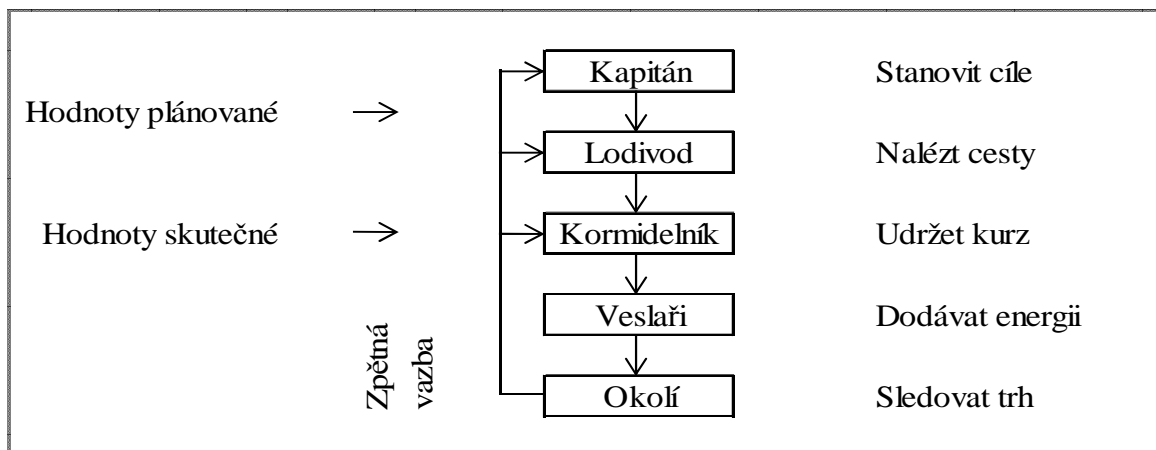 Kapitán
Stanovit cíle
Hodnoty plánované
Lodivod
Nalézt cesty
Hodnoty skutečné
Kormidelník
Udržet kurz
Veslaři
Dodávat energii
Zpětná
vazba
Okolí
Sledovat trh